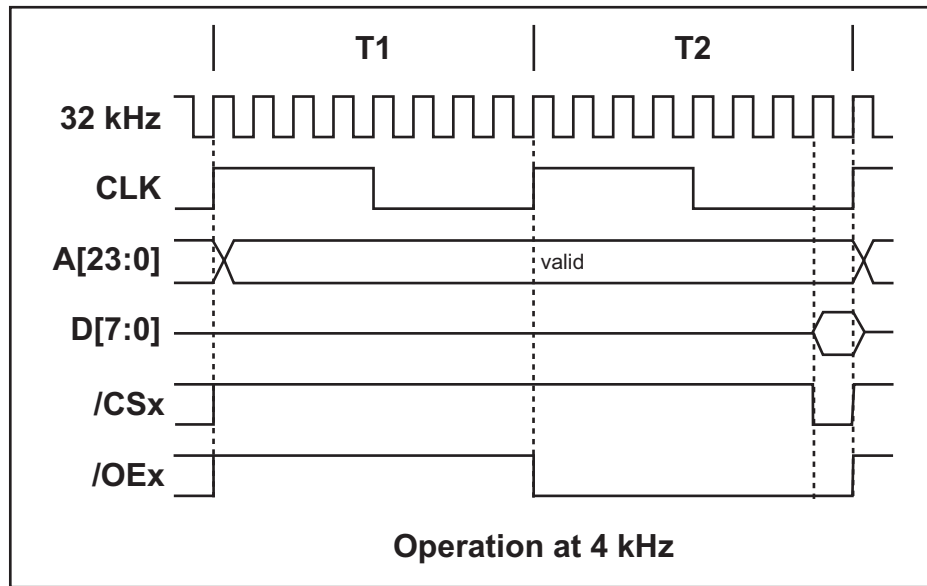 T1 T2
32 kHz
CLK
A[23:0] valid
D[7:0]
/CSx
/OEx
Operation at 4 kHz